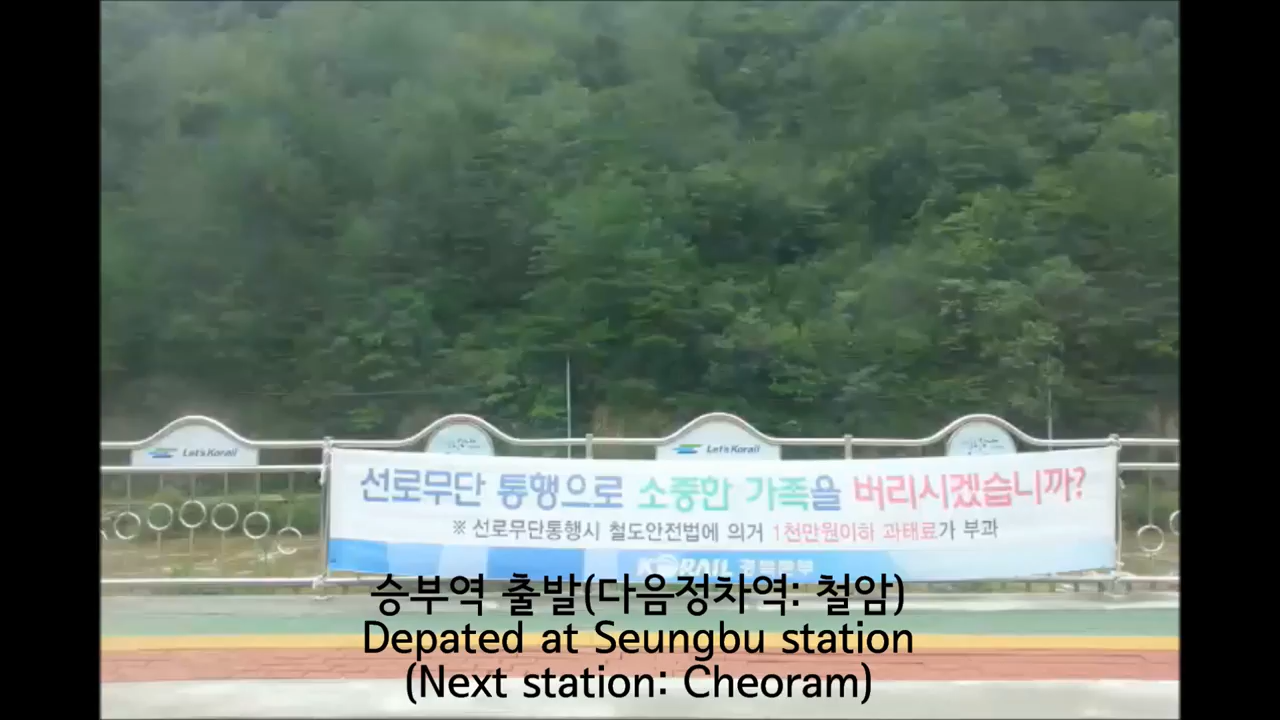 Let's Korail
Let's Korail
선로무단 통행으로 소중한 가족을 버리시겠습니까?
※ 선로무단통행시 철도안전법에 의거 1천만원이하 과태료가 부과
KORAIL
승부역 출발(다음정차역: 철암)
Depated at Seungbu station
(Next station: Cheoram)